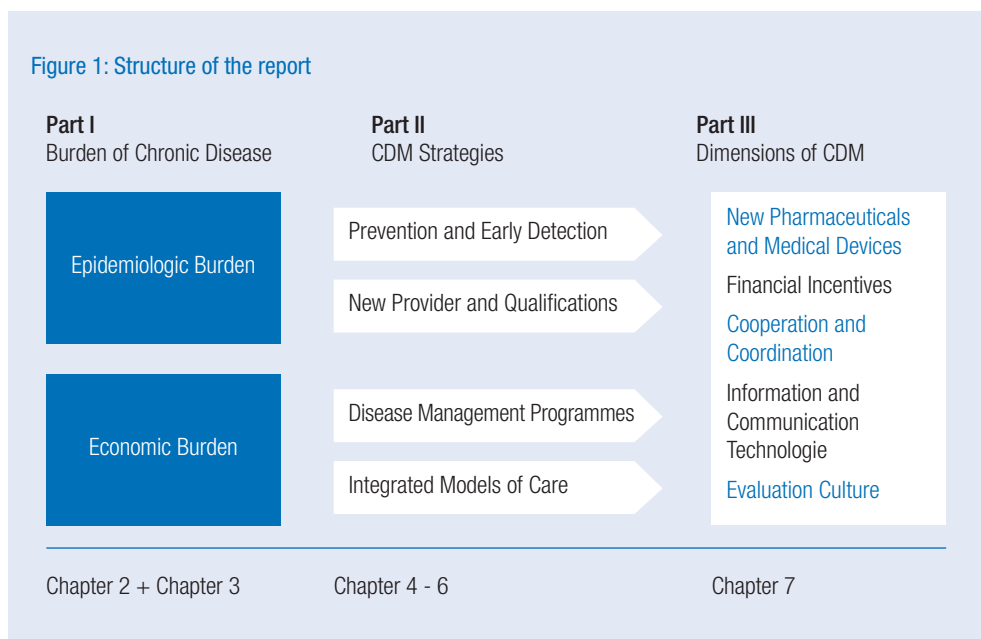 Figure 1: Structure of the report
Part I
Burden of Chronic Disease
Part II
CDM Strategies
Part III
Dimensions of CDM
Epidemiologic Burden
Economic Burden
Prevention and Early Detection
New Provider and Qualifications
Disease Management Programmes
Integrated Models of Care
New Pharmaceuticals
and Medical Devices
Financial Incentives
Cooperation and
Coordination
Information and
Communication
Technologie
Evaluation Culture
Chapter 2 + Chapter 3
Chapter 4 - 6
Chapter 7